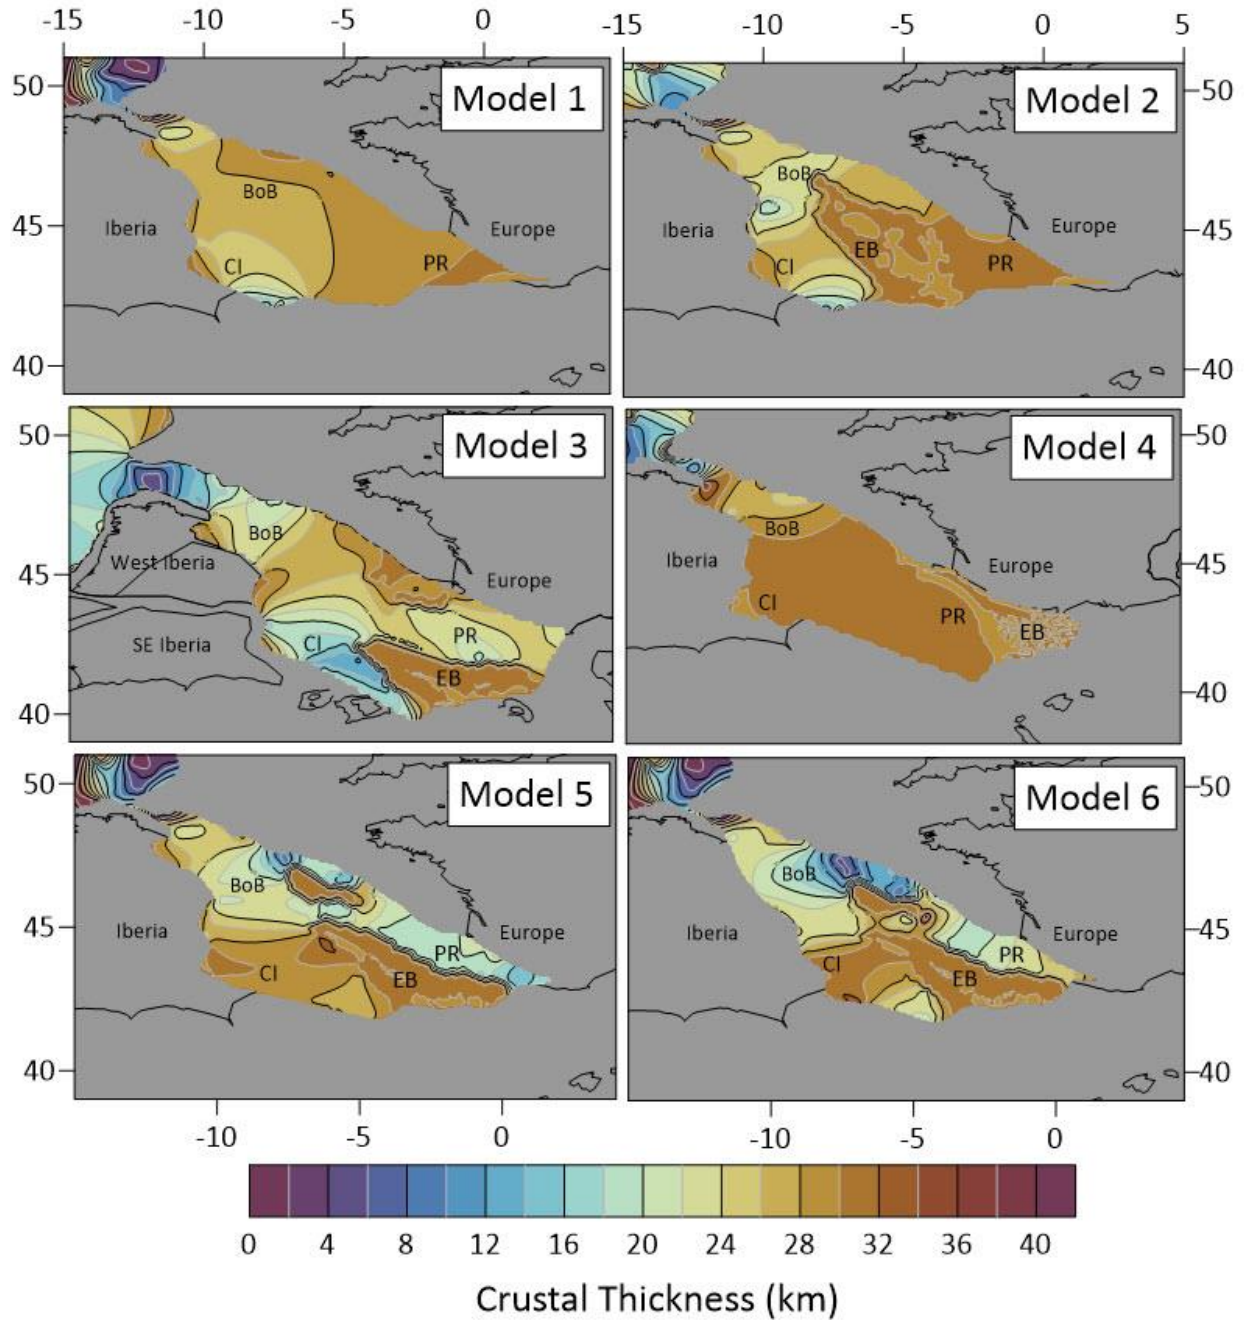 -15 -10 -5 0 -15 -10 -5 0 5
Model 1
Model 2
50
45
40
50
45
40
BoB
Iberia
Europe
CI
PR
BoB
Iberia
Europe
EB
CI
PR
Model 3
Model 4
50
45
40
50
45
40
BoB
West Iberia
Europe
SE Iberia
CI
PR
EB
BoB
Iberia
Europe
CI
PR
EB
Model 5
Model 6
50
45
40
50
45
40
BoB
Iberia
Europe
PR
CI
EB
BoB
Iberia
Europe
PR
CI
EB
-10 -5 0 -10 -5 0
0 4 8 12 16 20 24 28 32 36 40
Crustal Thickness (km)